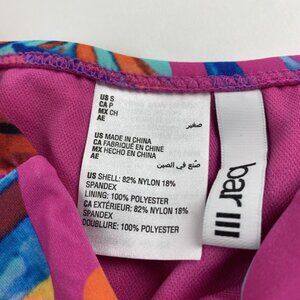 US S
CA P
MX CH
AE
صغير
US MADE IN CHINA
CA FABRIQUÉ EN CHINE
MX HECHO EN CHINA
AE
صُنع في الصين
US SHELL: 82% NYLON 18%
SPANDEX
LINING: 100% POLYESTER
CA EXTÉRIEUR: 82% NYLON 18%
SPANDEX
DOUBLURE: 100% POLYESTER
bar III